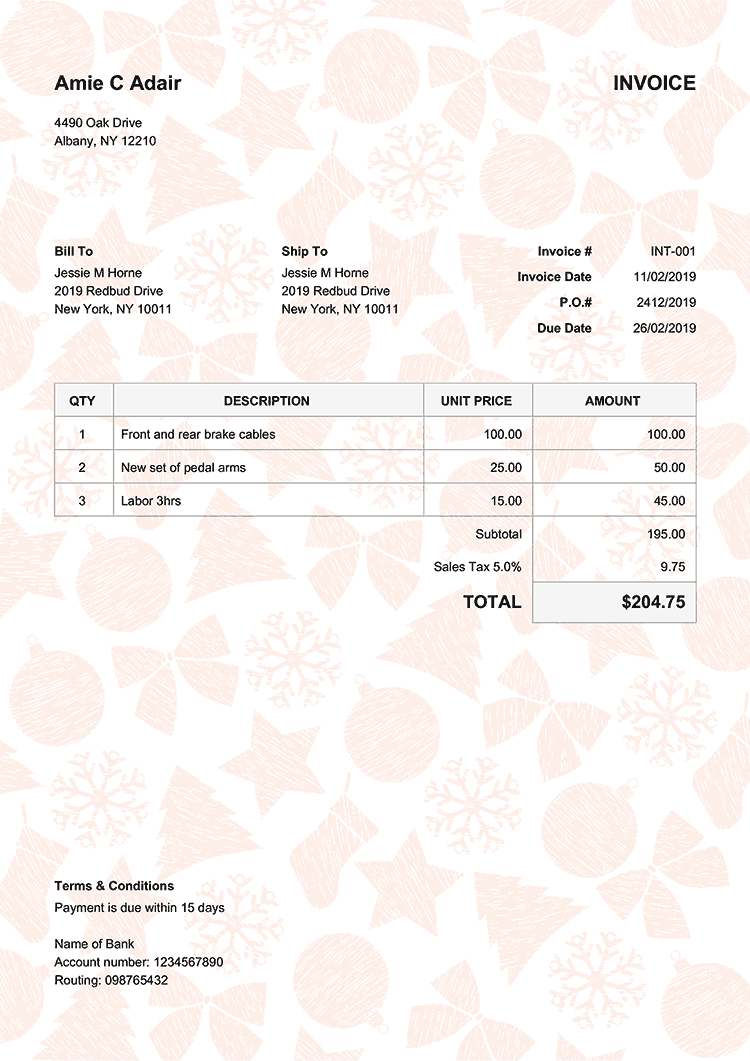 Amie C Adair
INVOICE
4490 Oak Drive
Albany, NY 12210
Bill To
Jessie M Horne
2019 Redbud Drive
New York, NY 10011
Ship To
Jessie M Horne
2019 Redbud Drive
New York, NY 10011
Invoice # INT-001
Invoice Date 11/02/2019
P.O.# 2412/2019
Due Date 26/02/2019
QTY DESCRIPTION UNIT PRICE AMOUNT
1 Front and rear brake cables 100.00 100.00
2 New set of pedal arms 25.00 50.00
3 Labor 3hrs 15.00 45.00
Subtotal 195.00
Sales Tax 5.0% 9.75
TOTAL $204.75
Terms & Conditions
Payment is due within 15 days
Name of Bank
Account number: 1234567890
Routing: 098765432